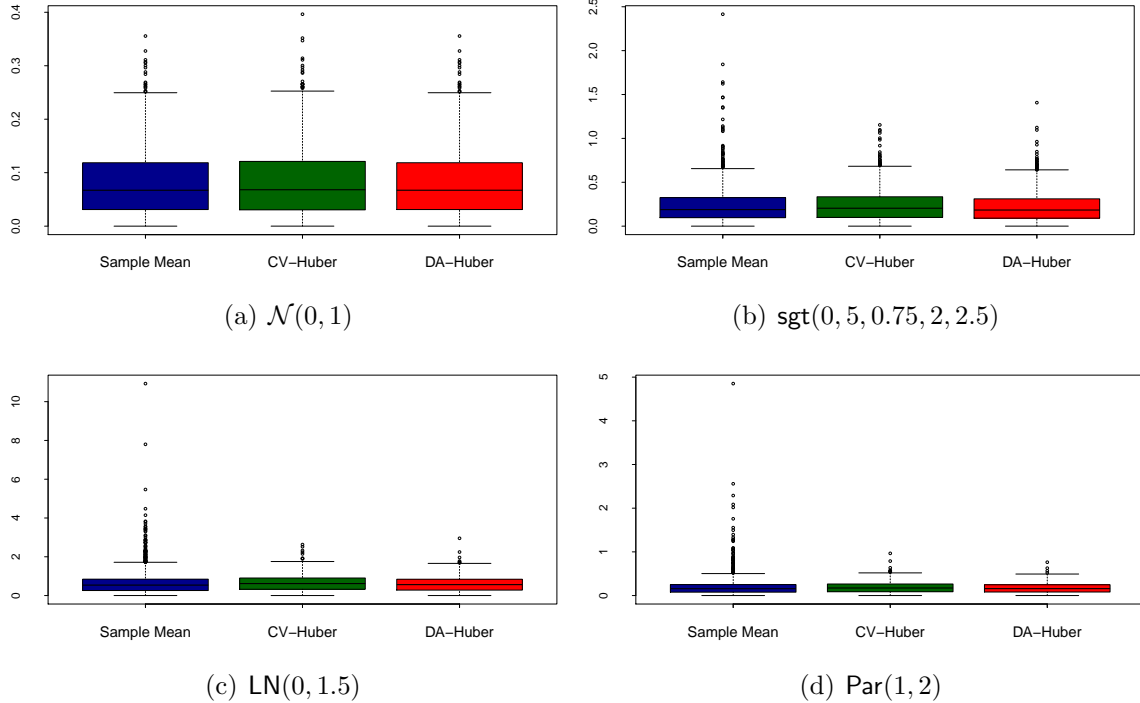 0.4
0.3
0.2
0.1
0.0
Sample Mean CV−Huber DA−Huber
(a) 𝒩(0, 1)
2.5
2.0
1.5
1.0
0.5
0.0
Sample Mean CV−Huber DA−Huber
(b) sgt(0, 5, 0.75, 2, 2.5)
10
8
6
4
2
0
Sample Mean CV−Huber DA−Huber
(c) LN(0, 1.5)
5
4
3
2
1
0
Sample Mean CV−Huber DA−Huber
(d) Par(1, 2)